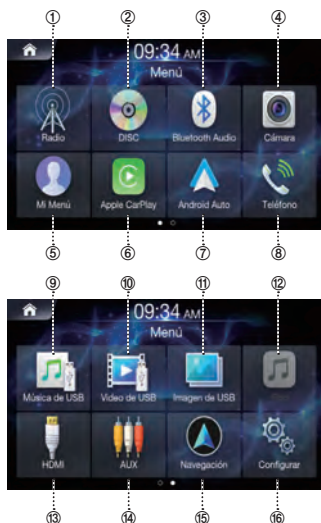 ① ② ③ ④
09:34 AM
Menú
Radio DISC Bluetooth Audio Cámara
Mi Menú Apple CarPlay Android Auto Teléfono
⑤ ⑥ ⑦ ⑧
⑨ ⑩ ⑪ ⑫
09:34 AM
Menú
Música de USB Video de USB Imagen de USB
HDMI AUX Navegación Configurar
⑬ ⑭ ⑮ ⑯